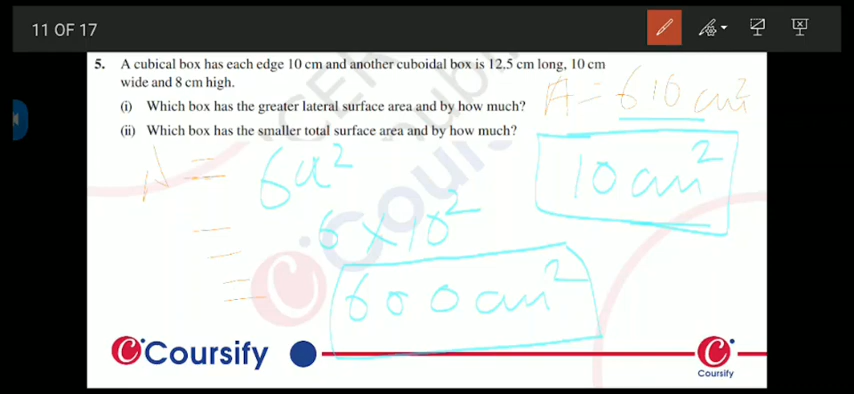 11 OF 17
5. A cubical box has each edge 10 cm and another cuboidal box is 12.5 cm long, 10 cm
wide and 8 cm high.
(i) Which box has the greater lateral surface area and by how much?
(ii) Which box has the smaller total surface area and by how much?
A = 610 cm²
10 cm²
A = 6a²
= 6 × 10²
= 600 cm²
Coursify
Coursify